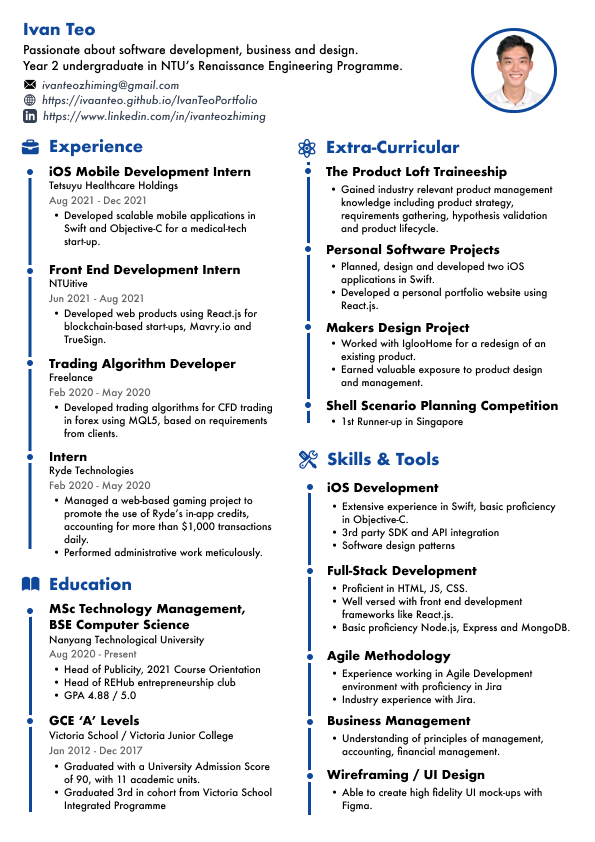 Ivan Teo
Passionate about software development, business and design.
Year 2 undergraduate in NTU's Renaissance Engineering Programme.
ivanteozhiming@gmail.com
https://ivaanteo.github.io/IvanTeoPortfolio
in https://www.linkedin.com/in/ivanteozhiming
Experience
iOS Mobile Development Intern
Tetsuyu Healthcare Holdings
Aug 2021 - Dec 2021
• Developed scalable mobile applications in
Swift and Objective-C for a medical-tech
start-up.
Front End Development Intern
NTUitive
Jun 2021 - Aug 2021
• Developed web products using React.js for
blockchain-based start-ups, Mavry.io and
TrueSign.
Trading Algorithm Developer
Freelance
Feb 2020 - May 2020
• Developed trading algorithms for CFD trading
in forex using MQL5, based on requirements
from clients.
Intern
Ryde Technologies
Feb 2020 - May 2020
• Managed a web-based gaming project to
promote the use of Ryde's in-app credits,
accounting for more than $1,000 transactions
daily.
• Performed administrative work meticulously.
Education
MSc Technology Management,
BSE Computer Science
Nanyang Technological University
Aug 2020 - Present
• Head of Publicity, 2021 Course Orientation
• Head of REHub entrepreneurship club
• GPA 4.88 / 5.0
GCE ‘A’ Levels
Victoria School / Victoria Junior College
Jan 2012 - Dec 2017
• Graduated with a University Admission Score
of 90, with 11 academic units.
• Graduated 3rd in cohort from Victoria School
Integrated Programme
Extra-Curricular
The Product Loft Traineeship
• Gained industry relevant product management
knowledge including product strategy,
requirements gathering, hypothesis validation
and product lifecycle.
Personal Software Projects
• Planned, design and developed two iOS
applications in Swift.
• Developed a personal portfolio website using
React.js.
Makers Design Project
• Worked with IglooHome for a redesign of an
existing product.
• Earned valuable exposure to product design
and management.
Shell Scenario Planning Competition
• 1st Runner-up in Singapore
Skills & Tools
iOS Development
• Extensive experience in Swift, basic proficiency
in Objective-C.
• 3rd party SDK and API integration
• Software design patterns
Full-Stack Development
• Proficient in HTML, JS, CSS.
• Well versed with front end development
frameworks like React.js.
• Basic proficiency Node.js, Express and MongoDB.
Agile Methodology
• Experience working in Agile Development
environment with proficiency in Jira
• Industry experience with Jira.
Business Management
• Understanding of principles of management,
accounting, financial management.
Wireframing / UI Design
• Able to create high fidelity UI mock-ups with
Figma.